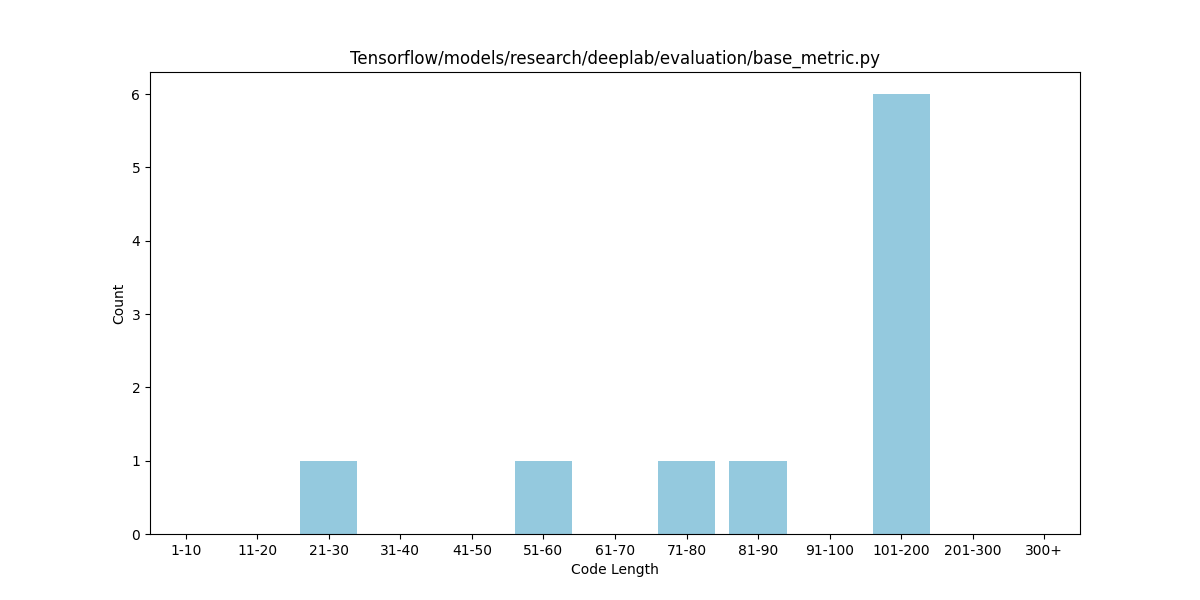 Tensorflow/models/research/deeplab/evaluation/base_metric.py
Count
6
5
4
3
2
1
0
1-10 11-20 21-30 31-40 41-50 51-60 61-70 71-80 81-90 91-100 101-200 201-300 300+
Code Length